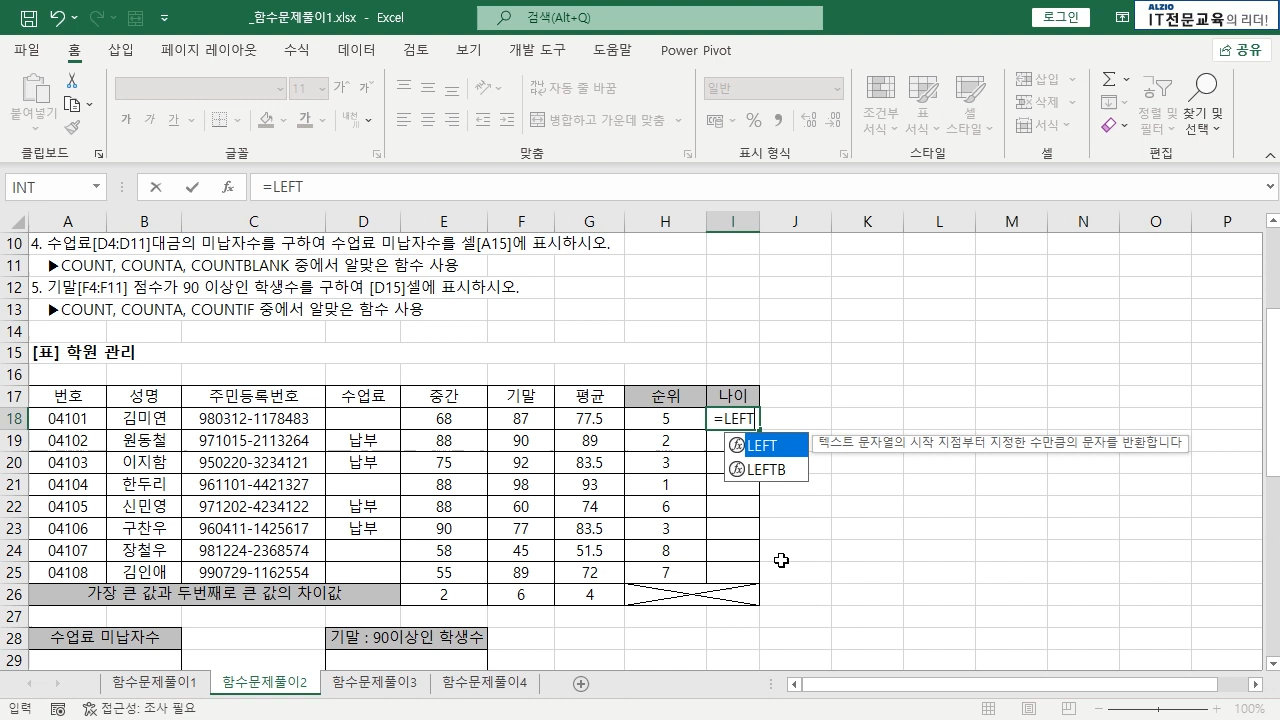 _함수문제풀이1.xlsx - Excel
검색(Alt+Q)
로그인
ALZIO
IT전문교육의 리더!
파일 홈 삽입 페이지 레이아웃 수식 데이터 검토 보기 개발 도구 도움말 Power Pivot
공유
붙여넣기
클립보드
11
가 가
가 가 가
내천
글꼴
자동 줄 바꿈
병합하고 가운데 맞춤
맞춤
일반
표시 형식
조건부 서식
표 서식
셀 스타일
스타일
삽입
삭제
서식
셀
정렬 및 필터
찾기 및 선택
편집
INT
=LEFT
A B C D E F G H I J K L M N O P
10 4. 수업료[D4:D11]대금의 미납자수를 구하여 수업료 미납자수를 셀[A15]에 표시하시오.
11 ▶COUNT, COUNTA, COUNTBLANK 중에서 알맞은 함수 사용
12 5. 기말[F4:F11] 점수가 90 이상인 학생수를 구하여 [D15]셀에 표시하시오.
13 ▶COUNT, COUNTA, COUNTIF 중에서 알맞은 함수 사용
14
15 [표] 학원 관리
16
17 번호 성명 주민등록번호 수업료 중간 기말 평균 순위 나이
18 04101 김미연 980312-1178483 68 87 77.5 5 =LEFT
19 04102 원동철 971015-2113264 납부 88 90 89 2
LEFT 텍스트 문자열의 시작 지점부터 지정한 수만큼의 문자를 반환합니다
LEFTB
20 04103 이지함 950220-3234121 납부 75 92 83.5 3
21 04104 한두리 961101-4421327 88 98 93 1
22 04105 신민영 971202-4234122 납부 88 60 74 6
23 04106 구찬우 960411-1425617 납부 90 77 83.5 3
24 04107 장철우 981224-2368574 58 45 51.5 8
25 04108 김인애 990729-1162554 55 89 72 7
26 가장 큰 값과 두번째로 큰 값의 차이값 2 6 4
27
28 수업료 미납자수 기말 : 90이상인 학생수
29
함수문제풀이1 함수문제풀이2 함수문제풀이3 함수문제풀이4
입력 접근성: 조사 필요
100%